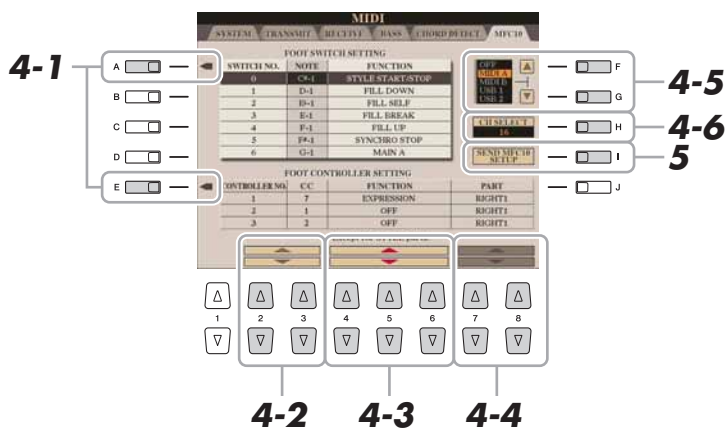 MIDI
SYSTEM TRANSMIT RECEIVE BASS CHORD DETECT MFC10
FOOT SWITCH SETTING
SWITCH NO. NOTE FUNCTION
0 C#-1 STYLE START/STOP
1 D-1 FILL DOWN
2 D#-1 FILL SELF
3 E-1 FILL BREAK
4 F-1 FILL UP
5 F#-1 SYNCHRO STOP
6 G-1 MAIN A
OFF
MIDI A
MIDI B
USB 1
USB 2
CH SELECT
16
SEND MFC10
SETUP
FOOT CONTROLLER SETTING
CONTROLLER NO. CC FUNCTION PART
1 7 EXPRESSION RIGHT1
2 1 OFF RIGHT1
3 2 OFF RIGHT1
A
B
C
D
E
F
G
H
I
J
1 2 3 4 5 6 7 8
4-1
4-5
4-6
5
4-2 4-3 4-4